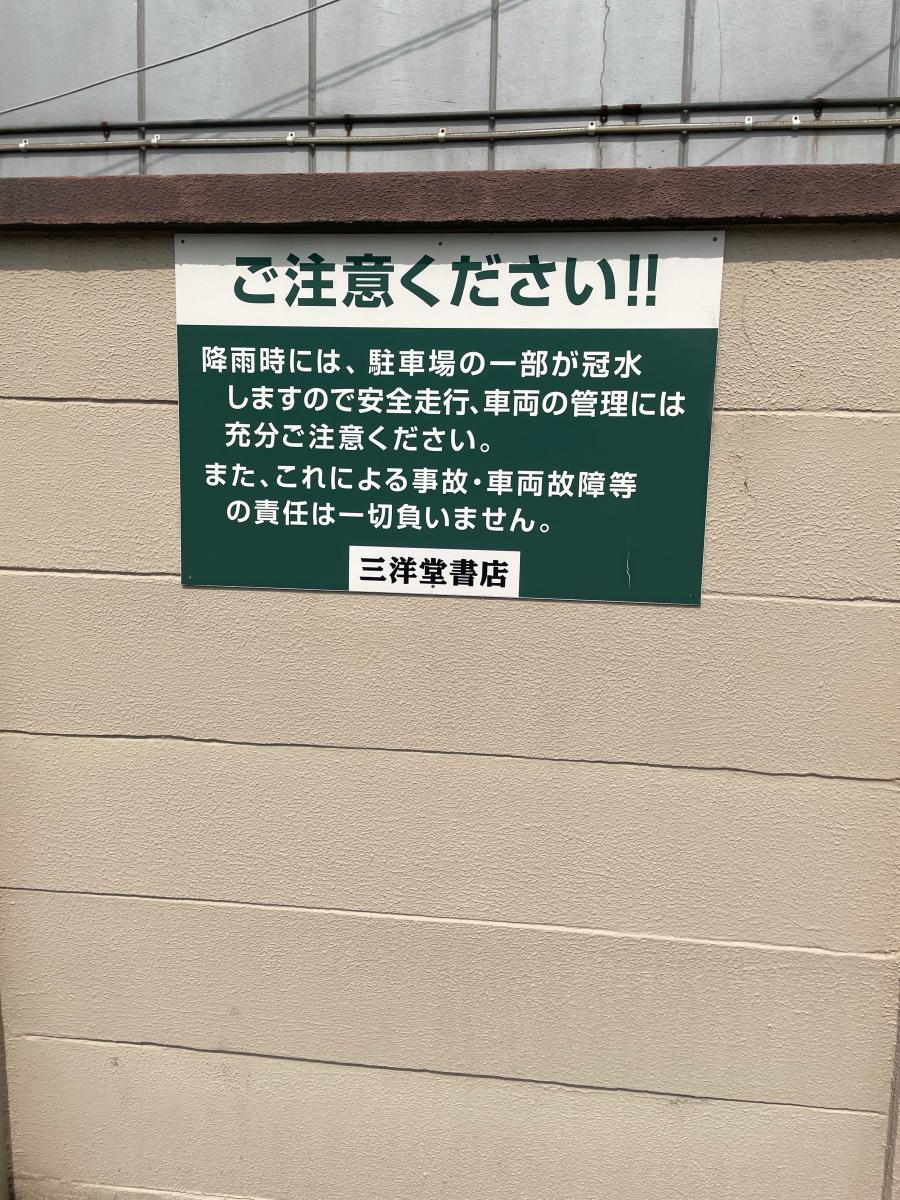 ご注意ください!!
降雨時には、駐車場の一部が冠水
しますので安全走行、車両の管理には
充分ご注意ください。
また、これによる事故・車両故障等
の責任は一切負いません。
三洋堂書店